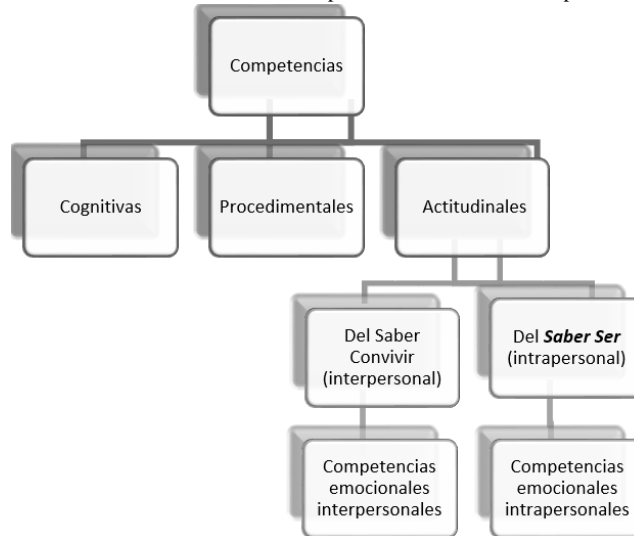 Competencias
Cognitivas
Procedimentales
Actitudinales
Del Saber
Convivir
(interpersonal)
Del Saber Ser
(intrapersonal)
Competencias
emocionales
interpersonales
Competencias
emocionales
intrapersonales